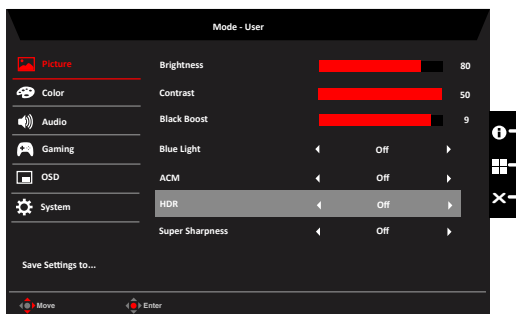 Mode - User
Picture
Color
Audio
Gaming
OSD
System
Save Settings to...
Brightness 80
Contrast 50
Black Boost 9
Blue Light Off
ACM Off
HDR Off
Super Sharpness Off
Move Enter